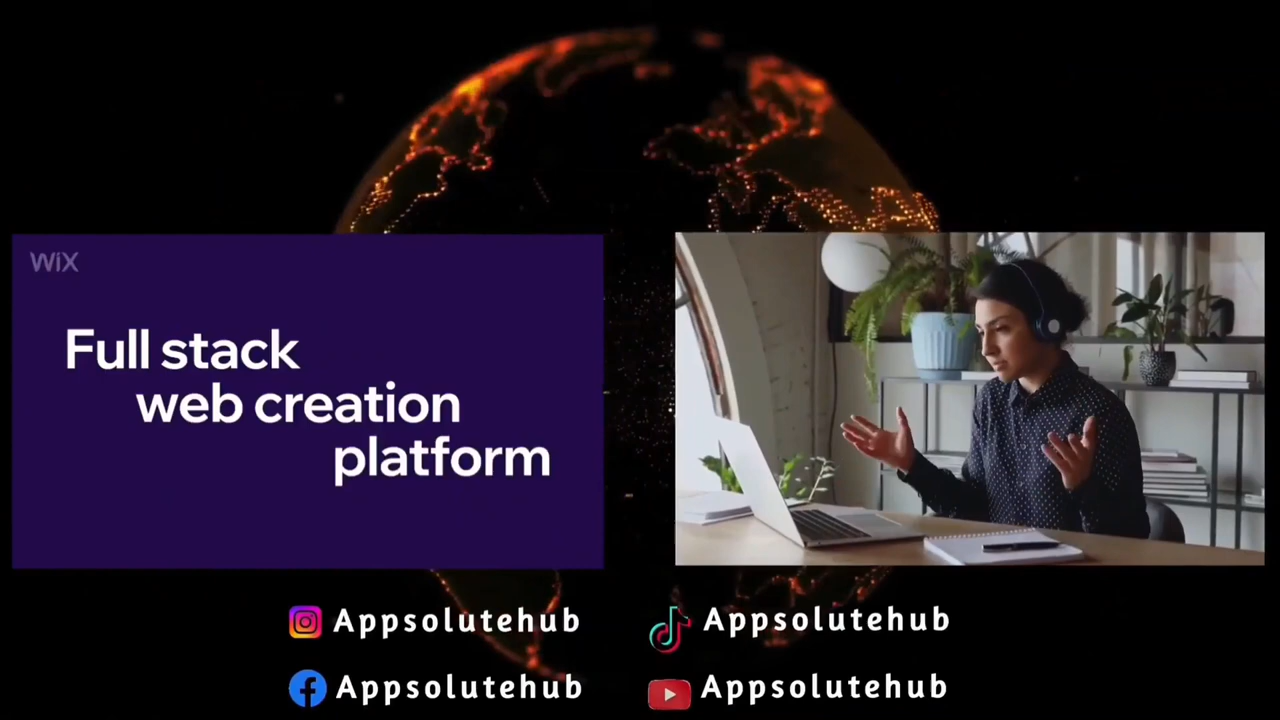 WiX
Full stack
web creation
platform
Appsolutehub
Appsolutehub
Appsolutehub
Appsolutehub